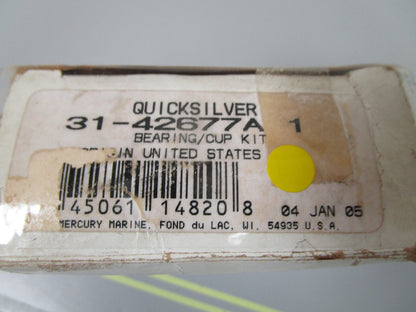 QUICKSILVER
31-42677A 1
BEARING/CUP KIT
IN UNITED STATES
45061 14820 8
04 JAN 05
MERCURY MARINE, FOND du LAC, WI. 54935 U.S.A.